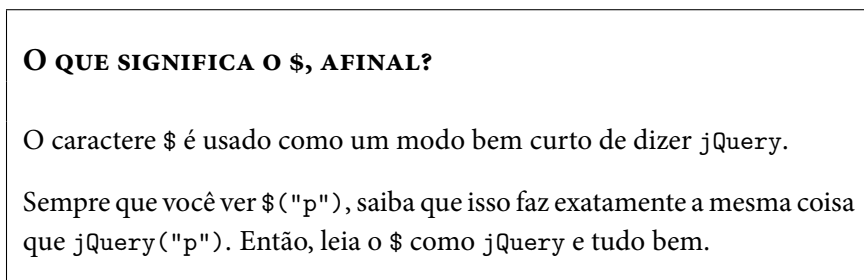 O QUE SIGNIFICA O $, AFINAL?
O caractere $ é usado como um modo bem curto de dizer jQuery.
Sempre que você ver $("p"), saiba que isso faz exatamente a mesma coisa
que jQuery("p"). Então, leia o $ como jQuery e tudo bem.